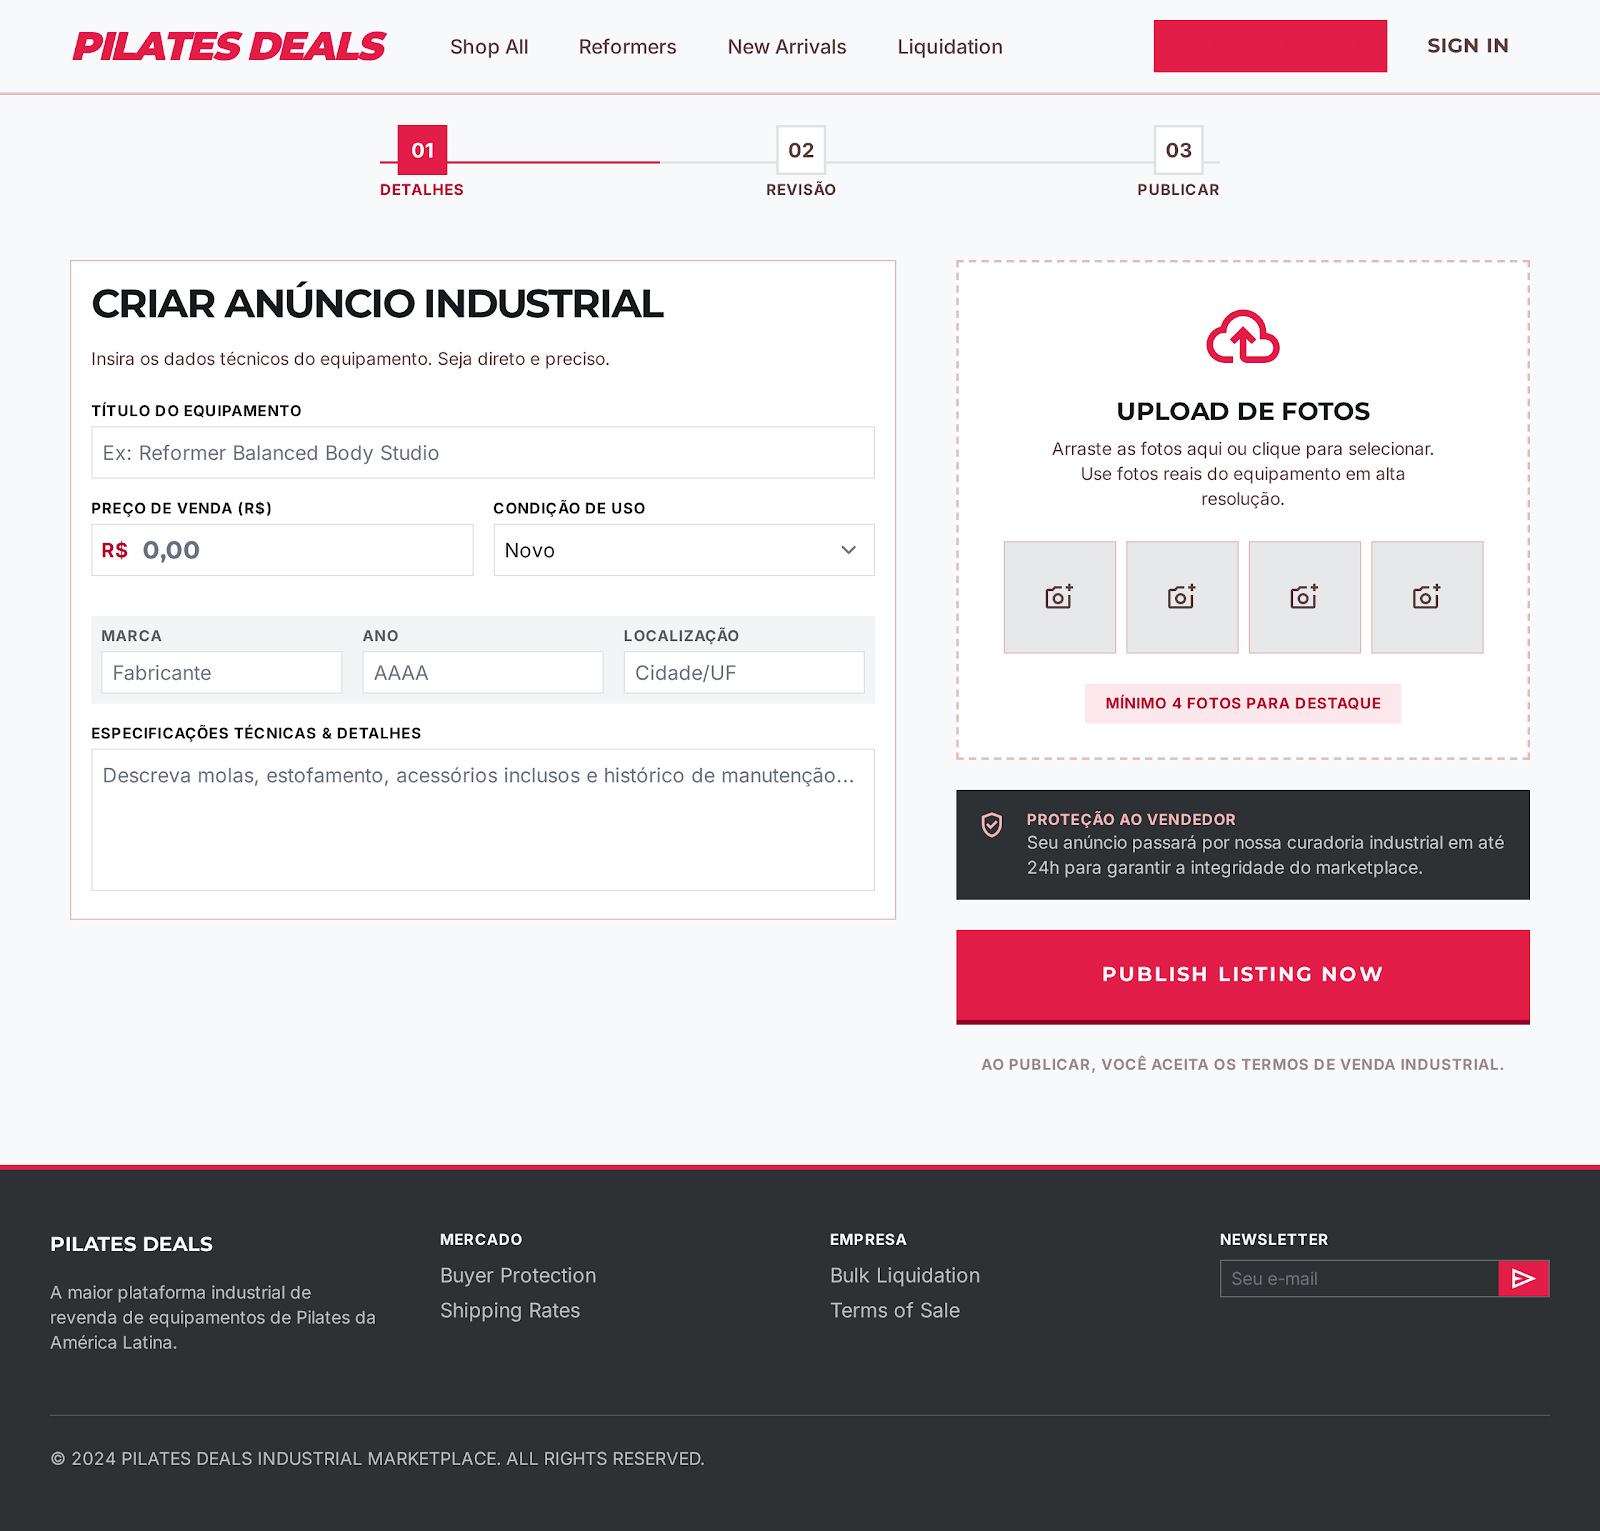 PILATES DEALS
Shop All
Reformers
New Arrivals
Liquidation
SIGN IN
01
DETALHES
02
REVISÃO
03
PUBLICAR
CRIAR ANÚNCIO INDUSTRIAL
Insira os dados técnicos do equipamento. Seja direto e preciso.
TÍTULO DO EQUIPAMENTO
Ex: Reformer Balanced Body Studio
PREÇO DE VENDA (R$)
R$ 0,00
CONDIÇÃO DE USO
Novo
MARCA
Fabricante
ANO
AAAA
LOCALIZAÇÃO
Cidade/UF
ESPECIFICAÇÕES TÉCNICAS & DETALHES
Descreva molas, estofamento, acessórios inclusos e histórico de manutenção...
UPLOAD DE FOTOS
Arraste as fotos aqui ou clique para selecionar.
Use fotos reais do equipamento em alta
resolução.
MÍNIMO 4 FOTOS PARA DESTAQUE
PROTEÇÃO AO VENDEDOR
Seu anúncio passará por nossa curadoria industrial em até
24h para garantir a integridade do marketplace.
PUBLISH LISTING NOW
AO PUBLICAR, VOCÊ ACEITA OS TERMOS DE VENDA INDUSTRIAL.
PILATES DEALS
A maior plataforma industrial de
revenda de equipamentos de Pilates da
América Latina.
MERCADO
Buyer Protection
Shipping Rates
EMPRESA
Bulk Liquidation
Terms of Sale
NEWSLETTER
Seu e-mail
© 2024 PILATES DEALS INDUSTRIAL MARKETPLACE. ALL RIGHTS RESERVED.